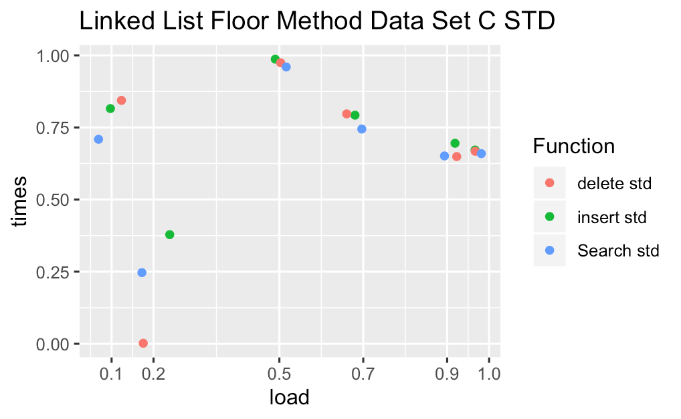 Linked List Floor Method Data Set C STD
1.00
0.75
0.50
0.25
0.00
times
0.1 0.2 0.5 0.7 0.9 1.0
load
Function
delete std
insert std
Search std